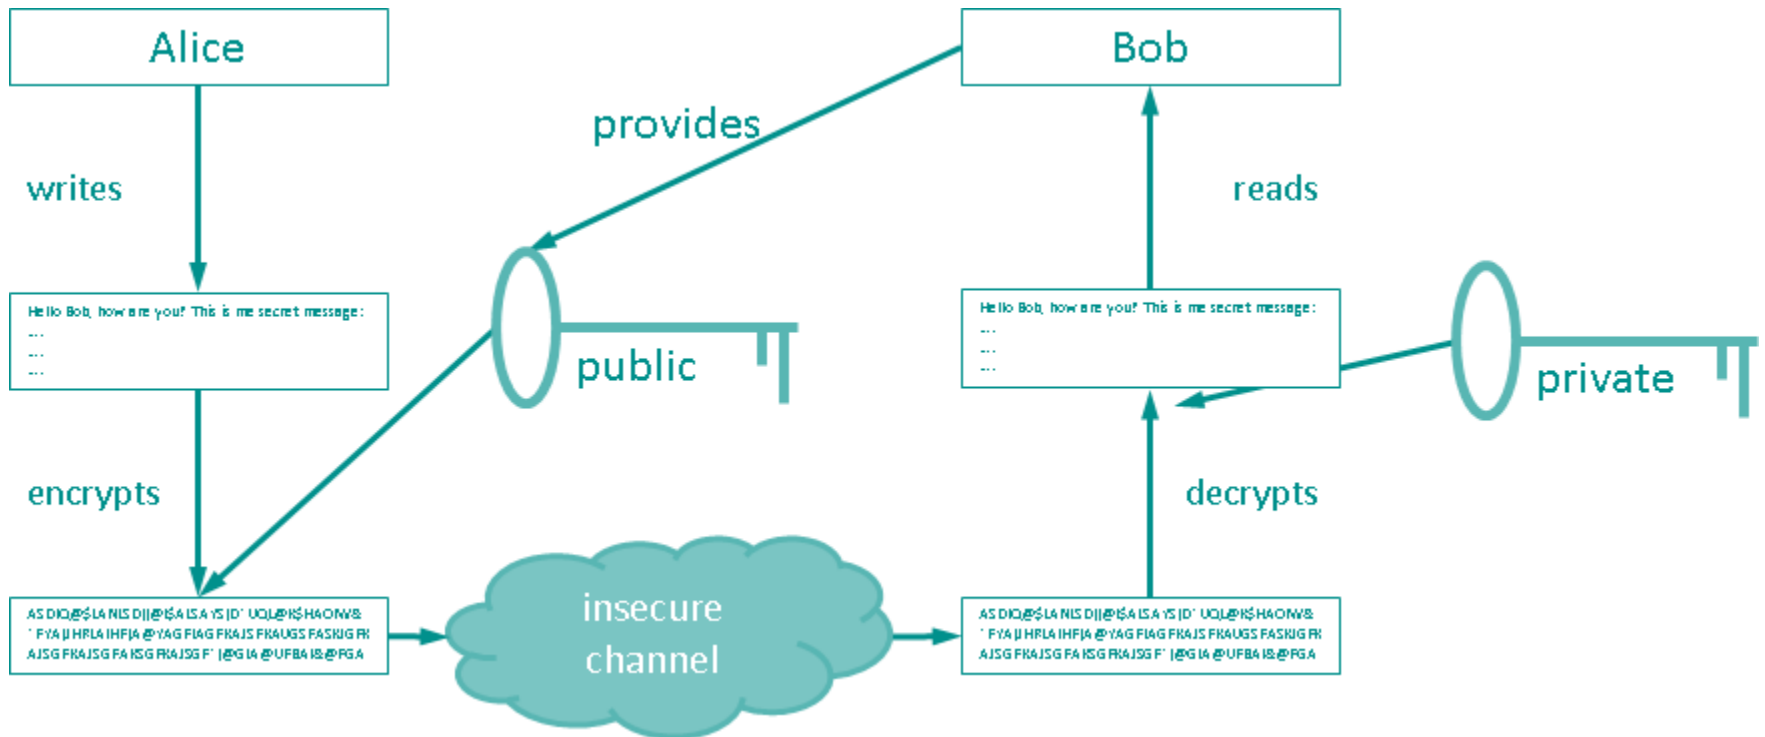 Alice
Bob
provides
writes
reads
Hello Bob, how are you? This is me secret message:
...
...
...
Hello Bob, how are you? This is me secret message:
...
...
...
public
private
encrypts
decrypts
insecure
channel